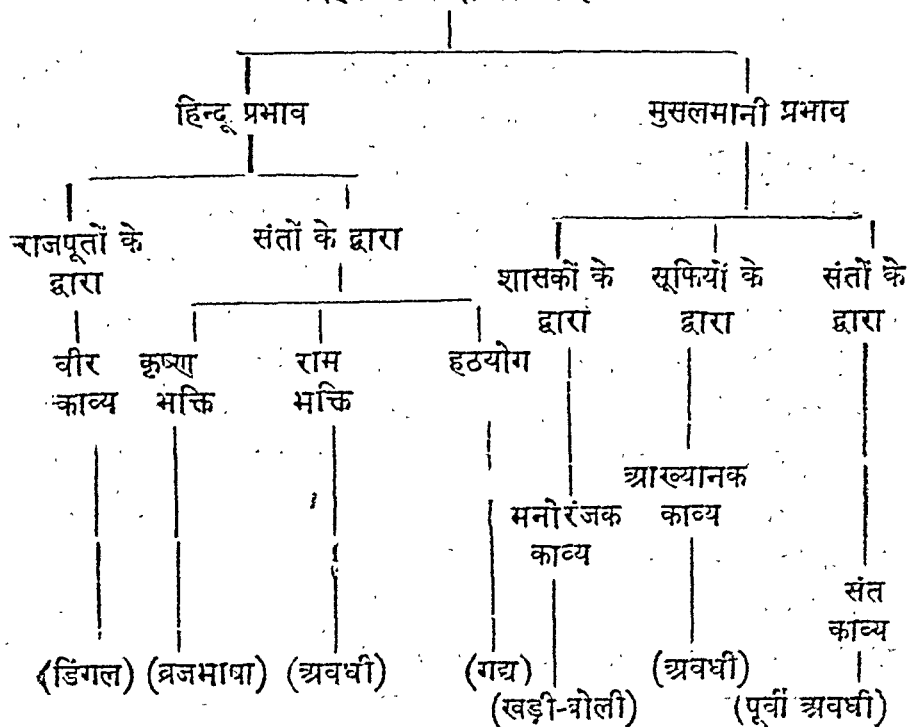 हिन्दू प्रभाव
मुसलमानी प्रभाव
राजपूतों के
द्वारा
संतों के द्वारा
शासकों के
द्वारा
सूफियों के
द्वारा
संतों के
द्वारा
वीर
काव्य
कृष्ण
भक्ति
राम
भक्ति
हठयोग
मनोरंजक
काव्य
आख्यानक
काव्य
संत
काव्य
(डिंगल)
(व्रजभाषा)
(अवधी)
(गद्य)
(खड़ी-बोली)
(अवधी)
(पूर्वी अवधी)